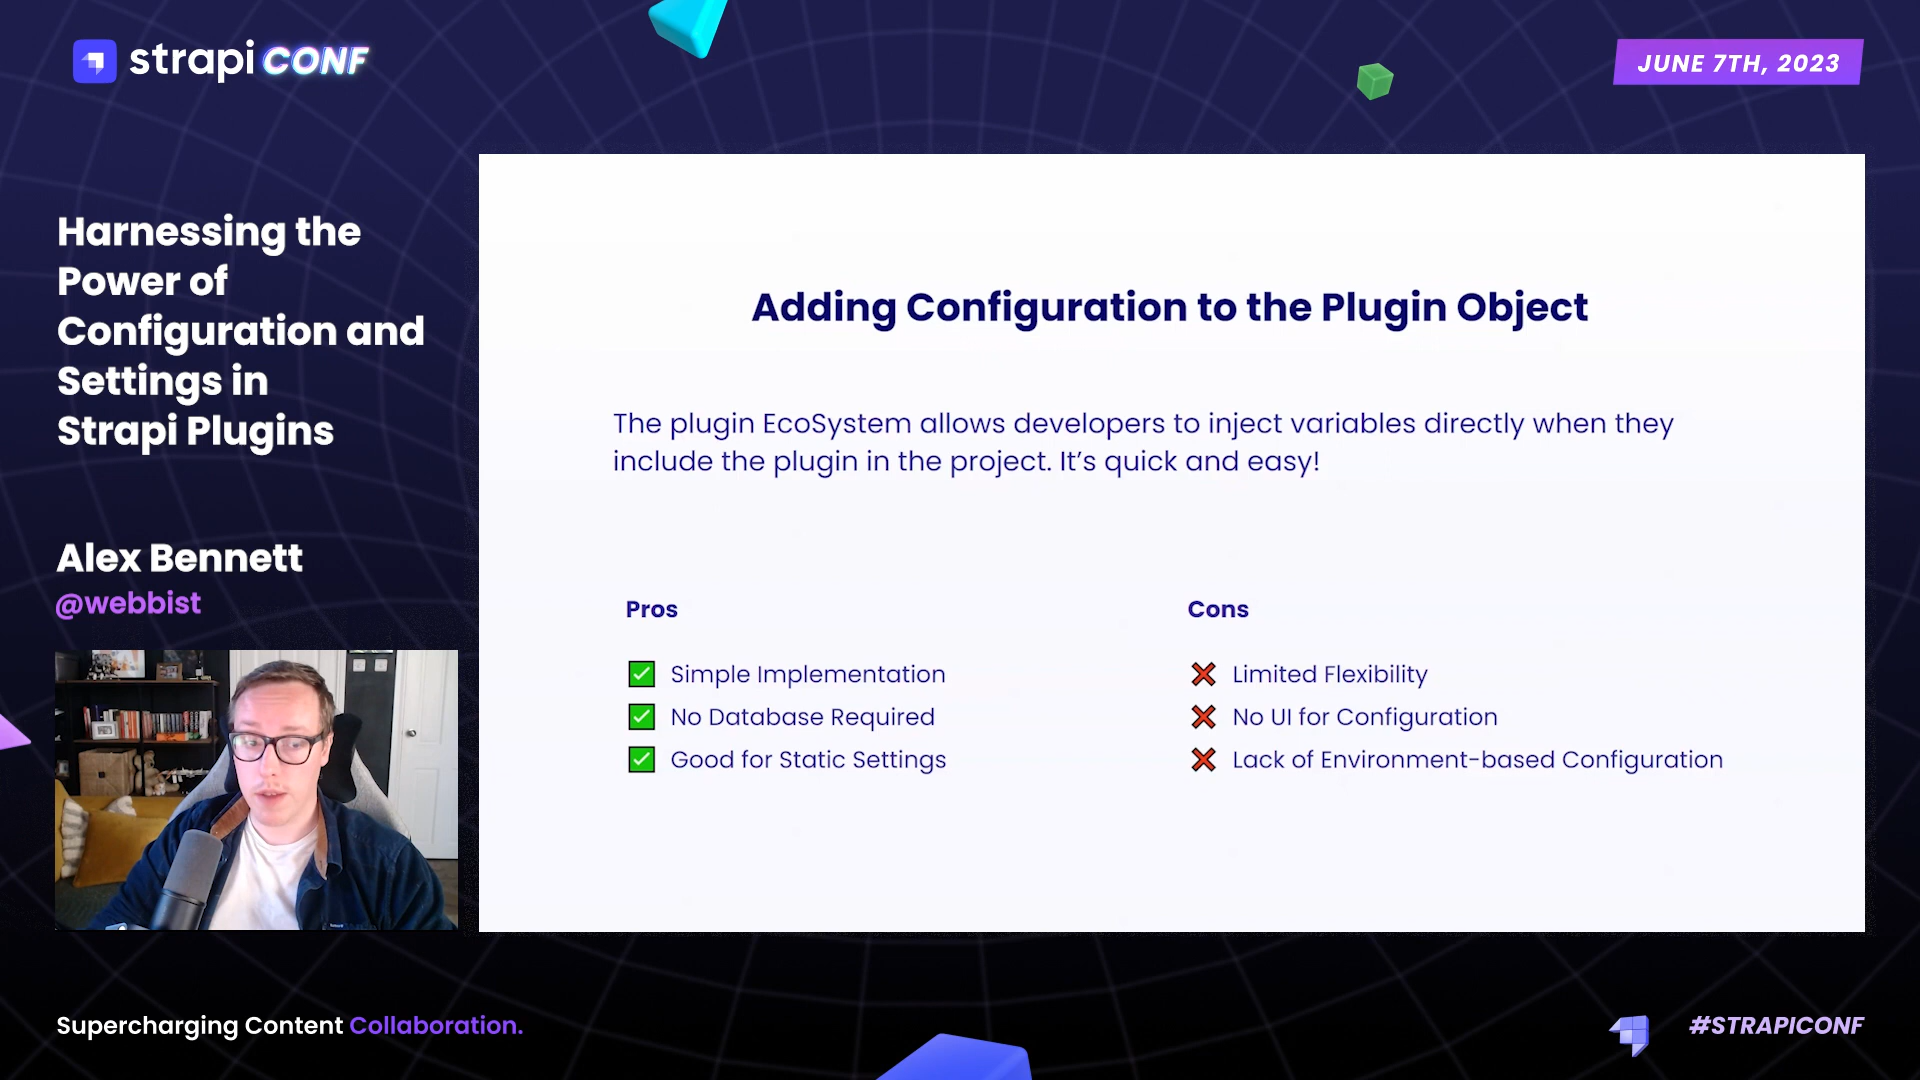 strapi CONF
JUNE 7TH, 2023
Harnessing the
Power of
Configuration and
Settings in
Strapi Plugins
Alex Bennett
@webbist
Adding Configuration to the Plugin Object
The plugin EcoSystem allows developers to inject variables directly when they
include the plugin in the project. It’s quick and easy!
Pros
Simple Implementation
No Database Required
Good for Static Settings
Cons
Limited Flexibility
No UI for Configuration
Lack of Environment-based Configuration
Supercharging Content Collaboration.
#STRAPICONF